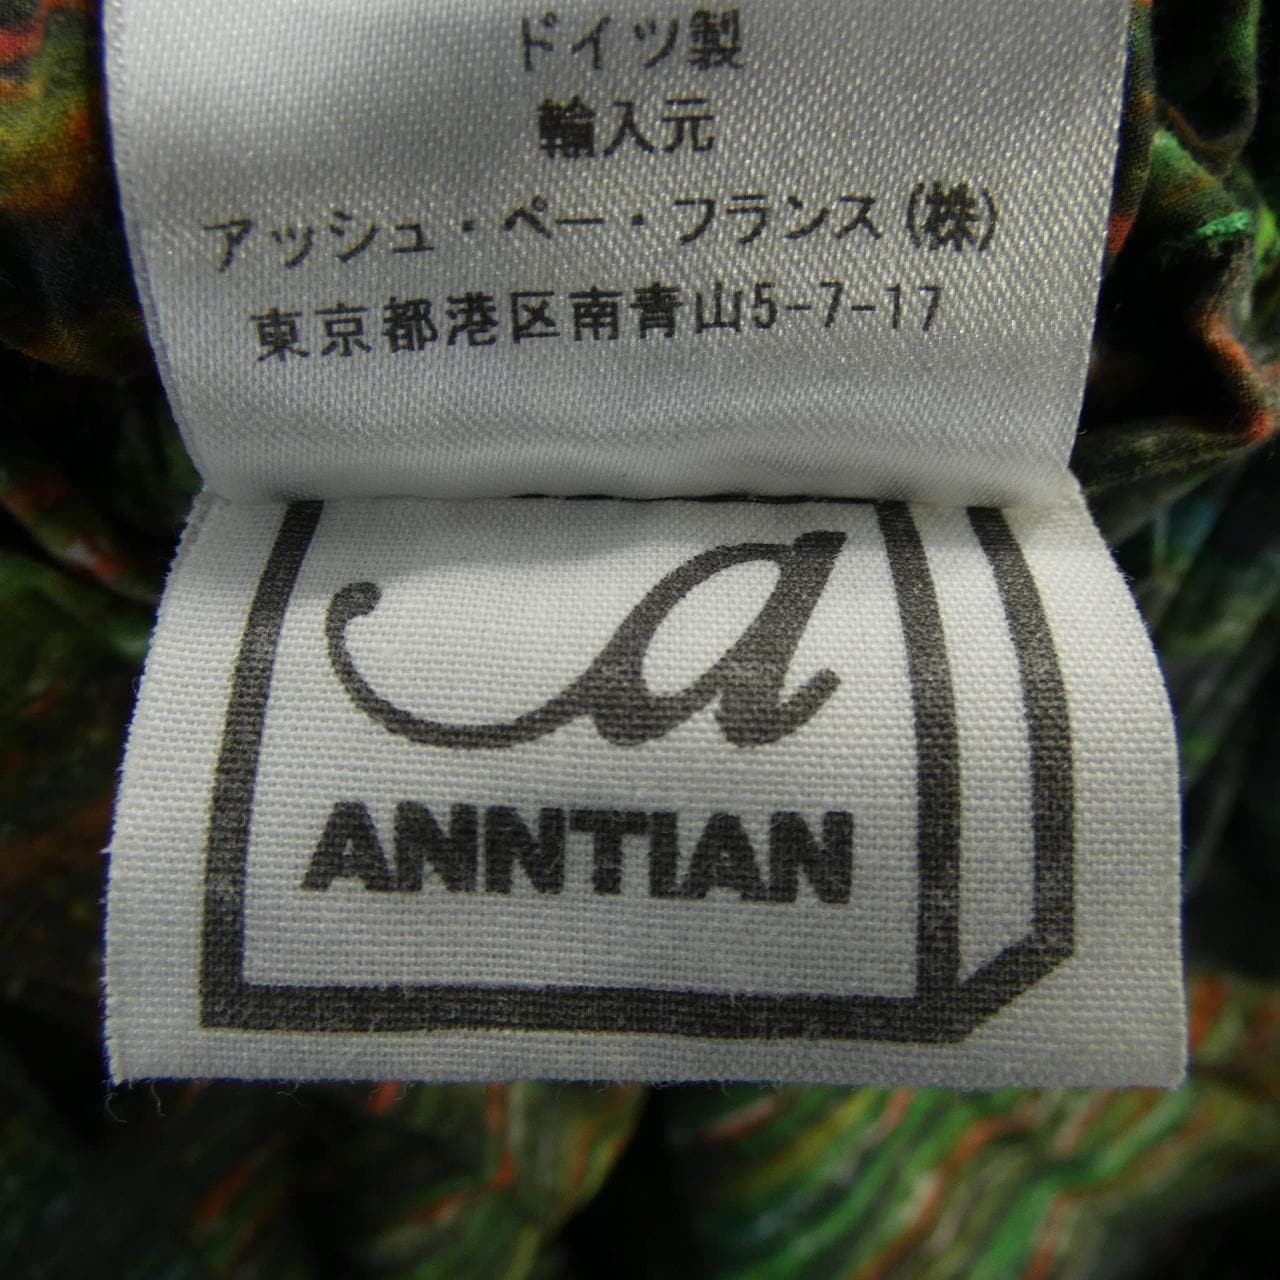 ドイツ製
輸入元
アッシュ・ペー・フランス(株)
東京都港区南青山5-7-17
a
ANNTIAN